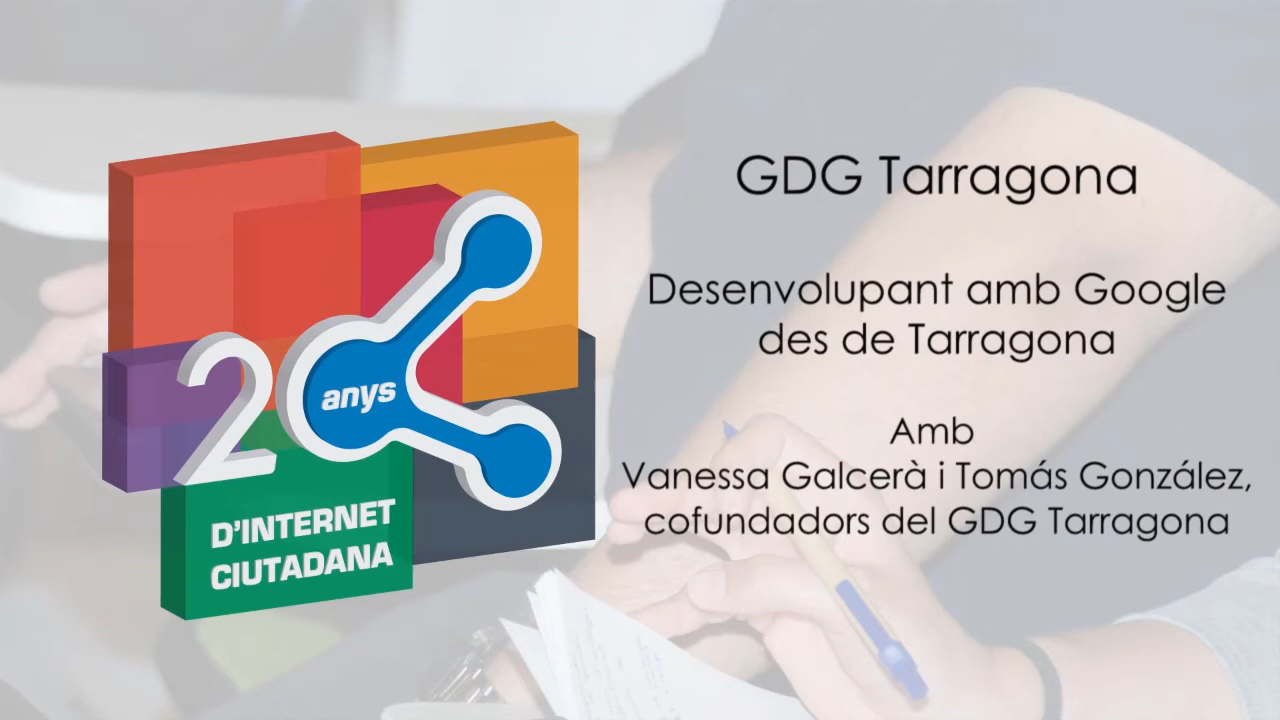 20
anys
D'INTERNET
CIUTADANA
GDG Tarragona
Desenvolupant amb Google
des de Tarragona
Amb
Vanessa Galcerà i Tomás González,
cofundadors del GDG Tarragona